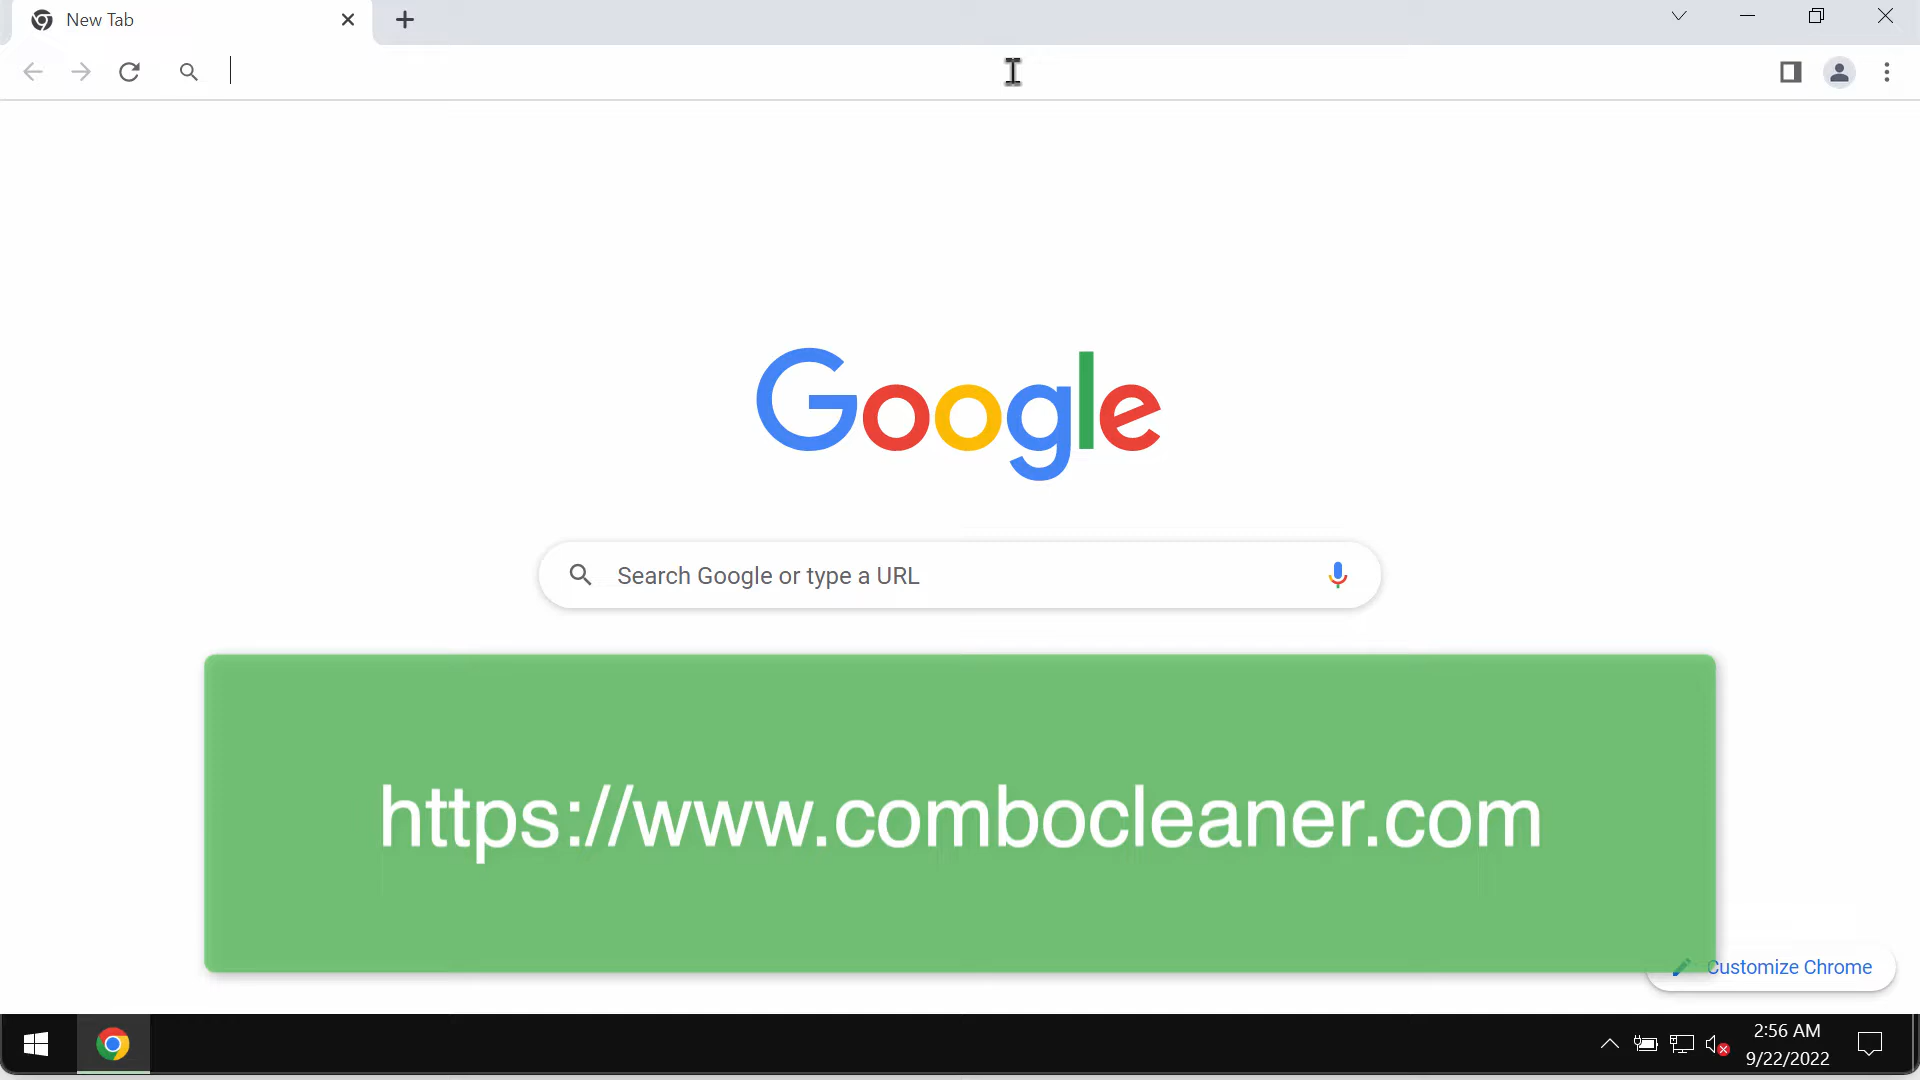 New Tab
Google
Search Google or type a URL
https://www.combocleaner.com
Customize Chrome
2:56 AM
9/22/2022